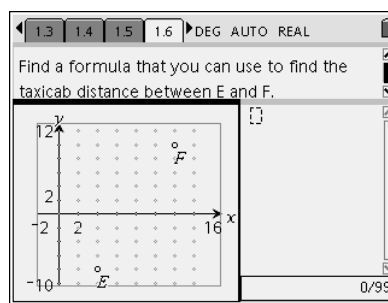 1.3 1.4 1.5 1.6 DEG AUTO REAL
Find a formula that you can use to find the
taxicab distance between E and F.
y
12
F
2
x
-2 2 16
E
-10
0/99